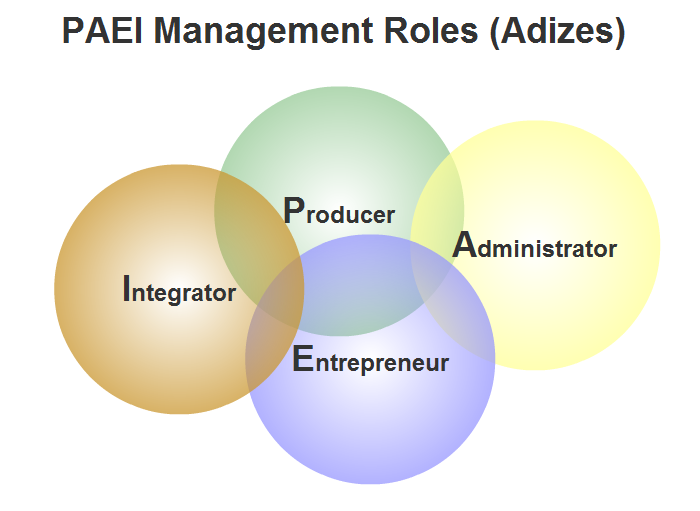 PAEI Management Roles (Adizes)
Producer
Administrator
Integrator
Entrepreneur